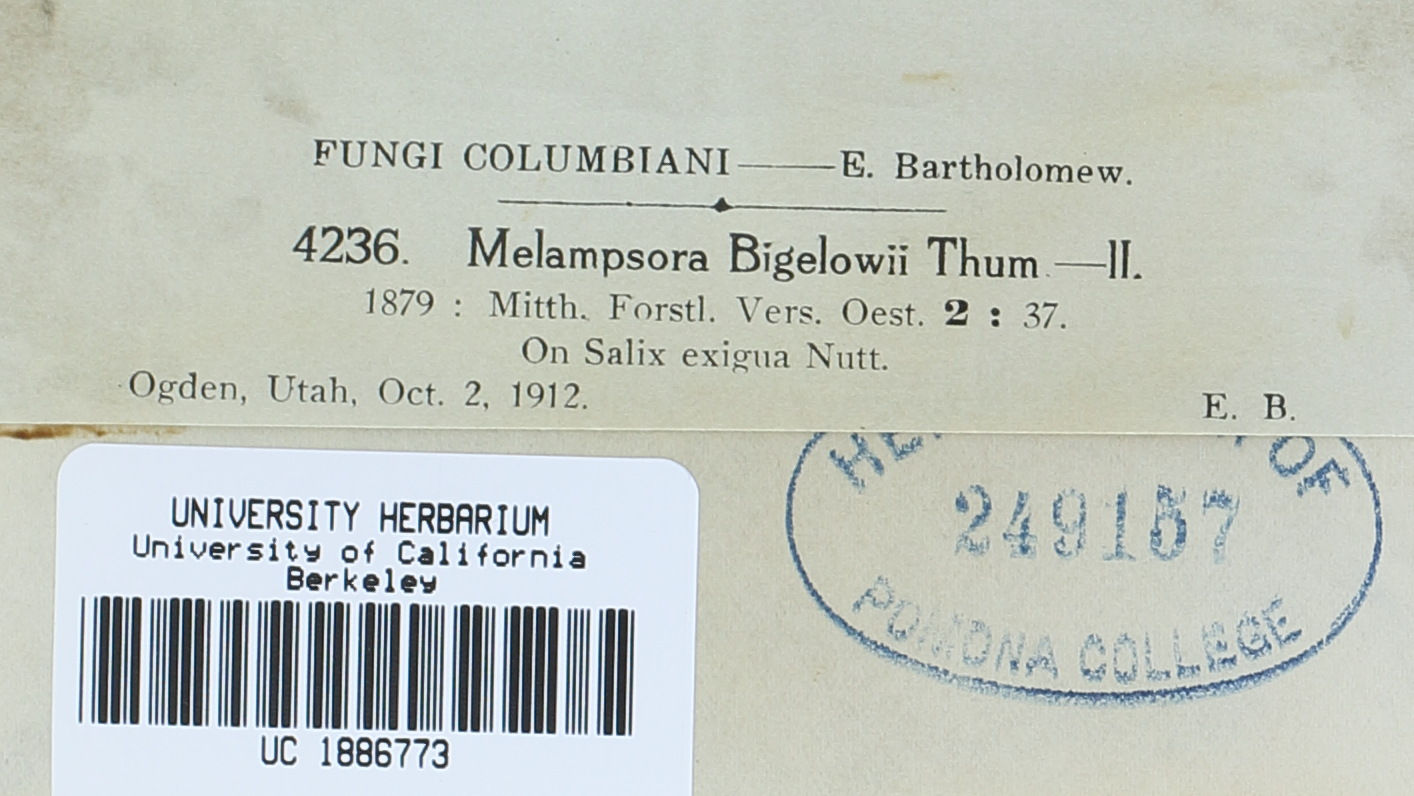 FUNGI COLUMBIANI——E. Bartholomew.
4236. Melampsora Bigelowii Thum.—II.
1879 : Mitth. Forstl. Vers. Oest. 2 : 37.
On Salix exigua Nutt.
Ogden, Utah, Oct. 2, 1912.
E. B.
UNIVERSITY HERBARIUM
University of California
Berkeley
UC 1886773
OF
249157
POMONA COLLEGE